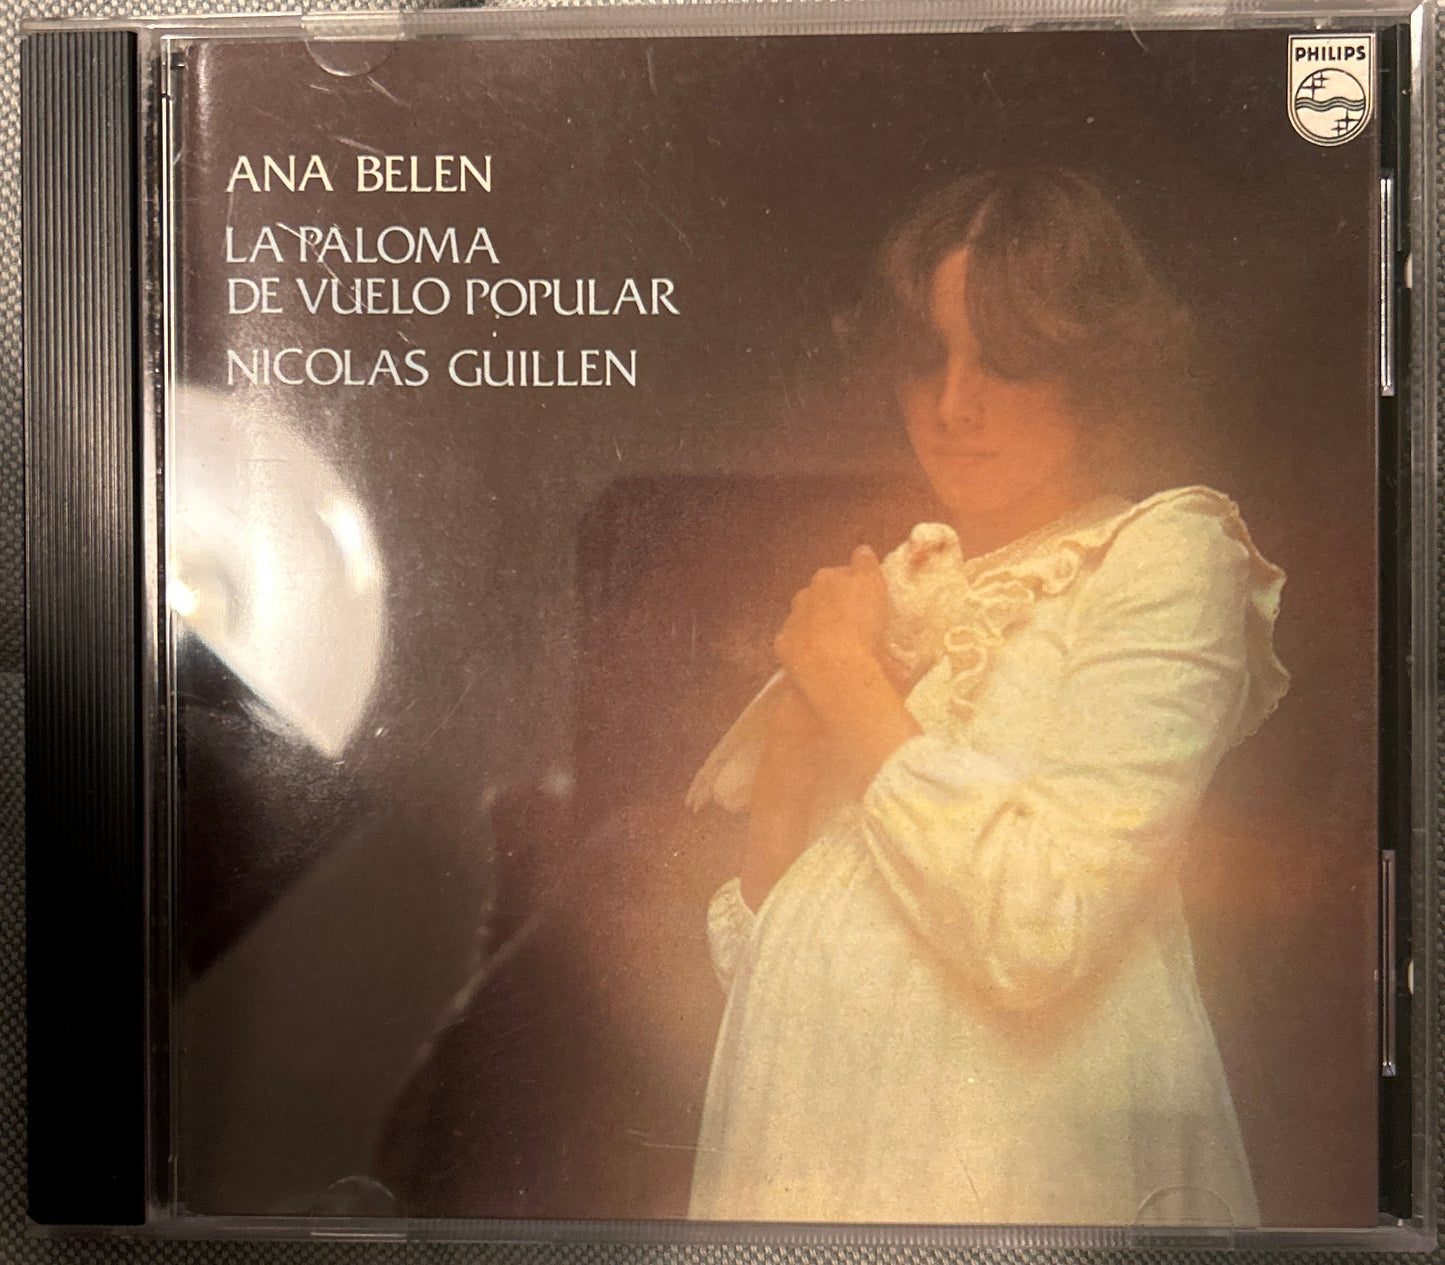 PHILIPS
ANA BELEN
LA PALOMA
DE VUELO POPULAR
NICOLAS GUILLEN